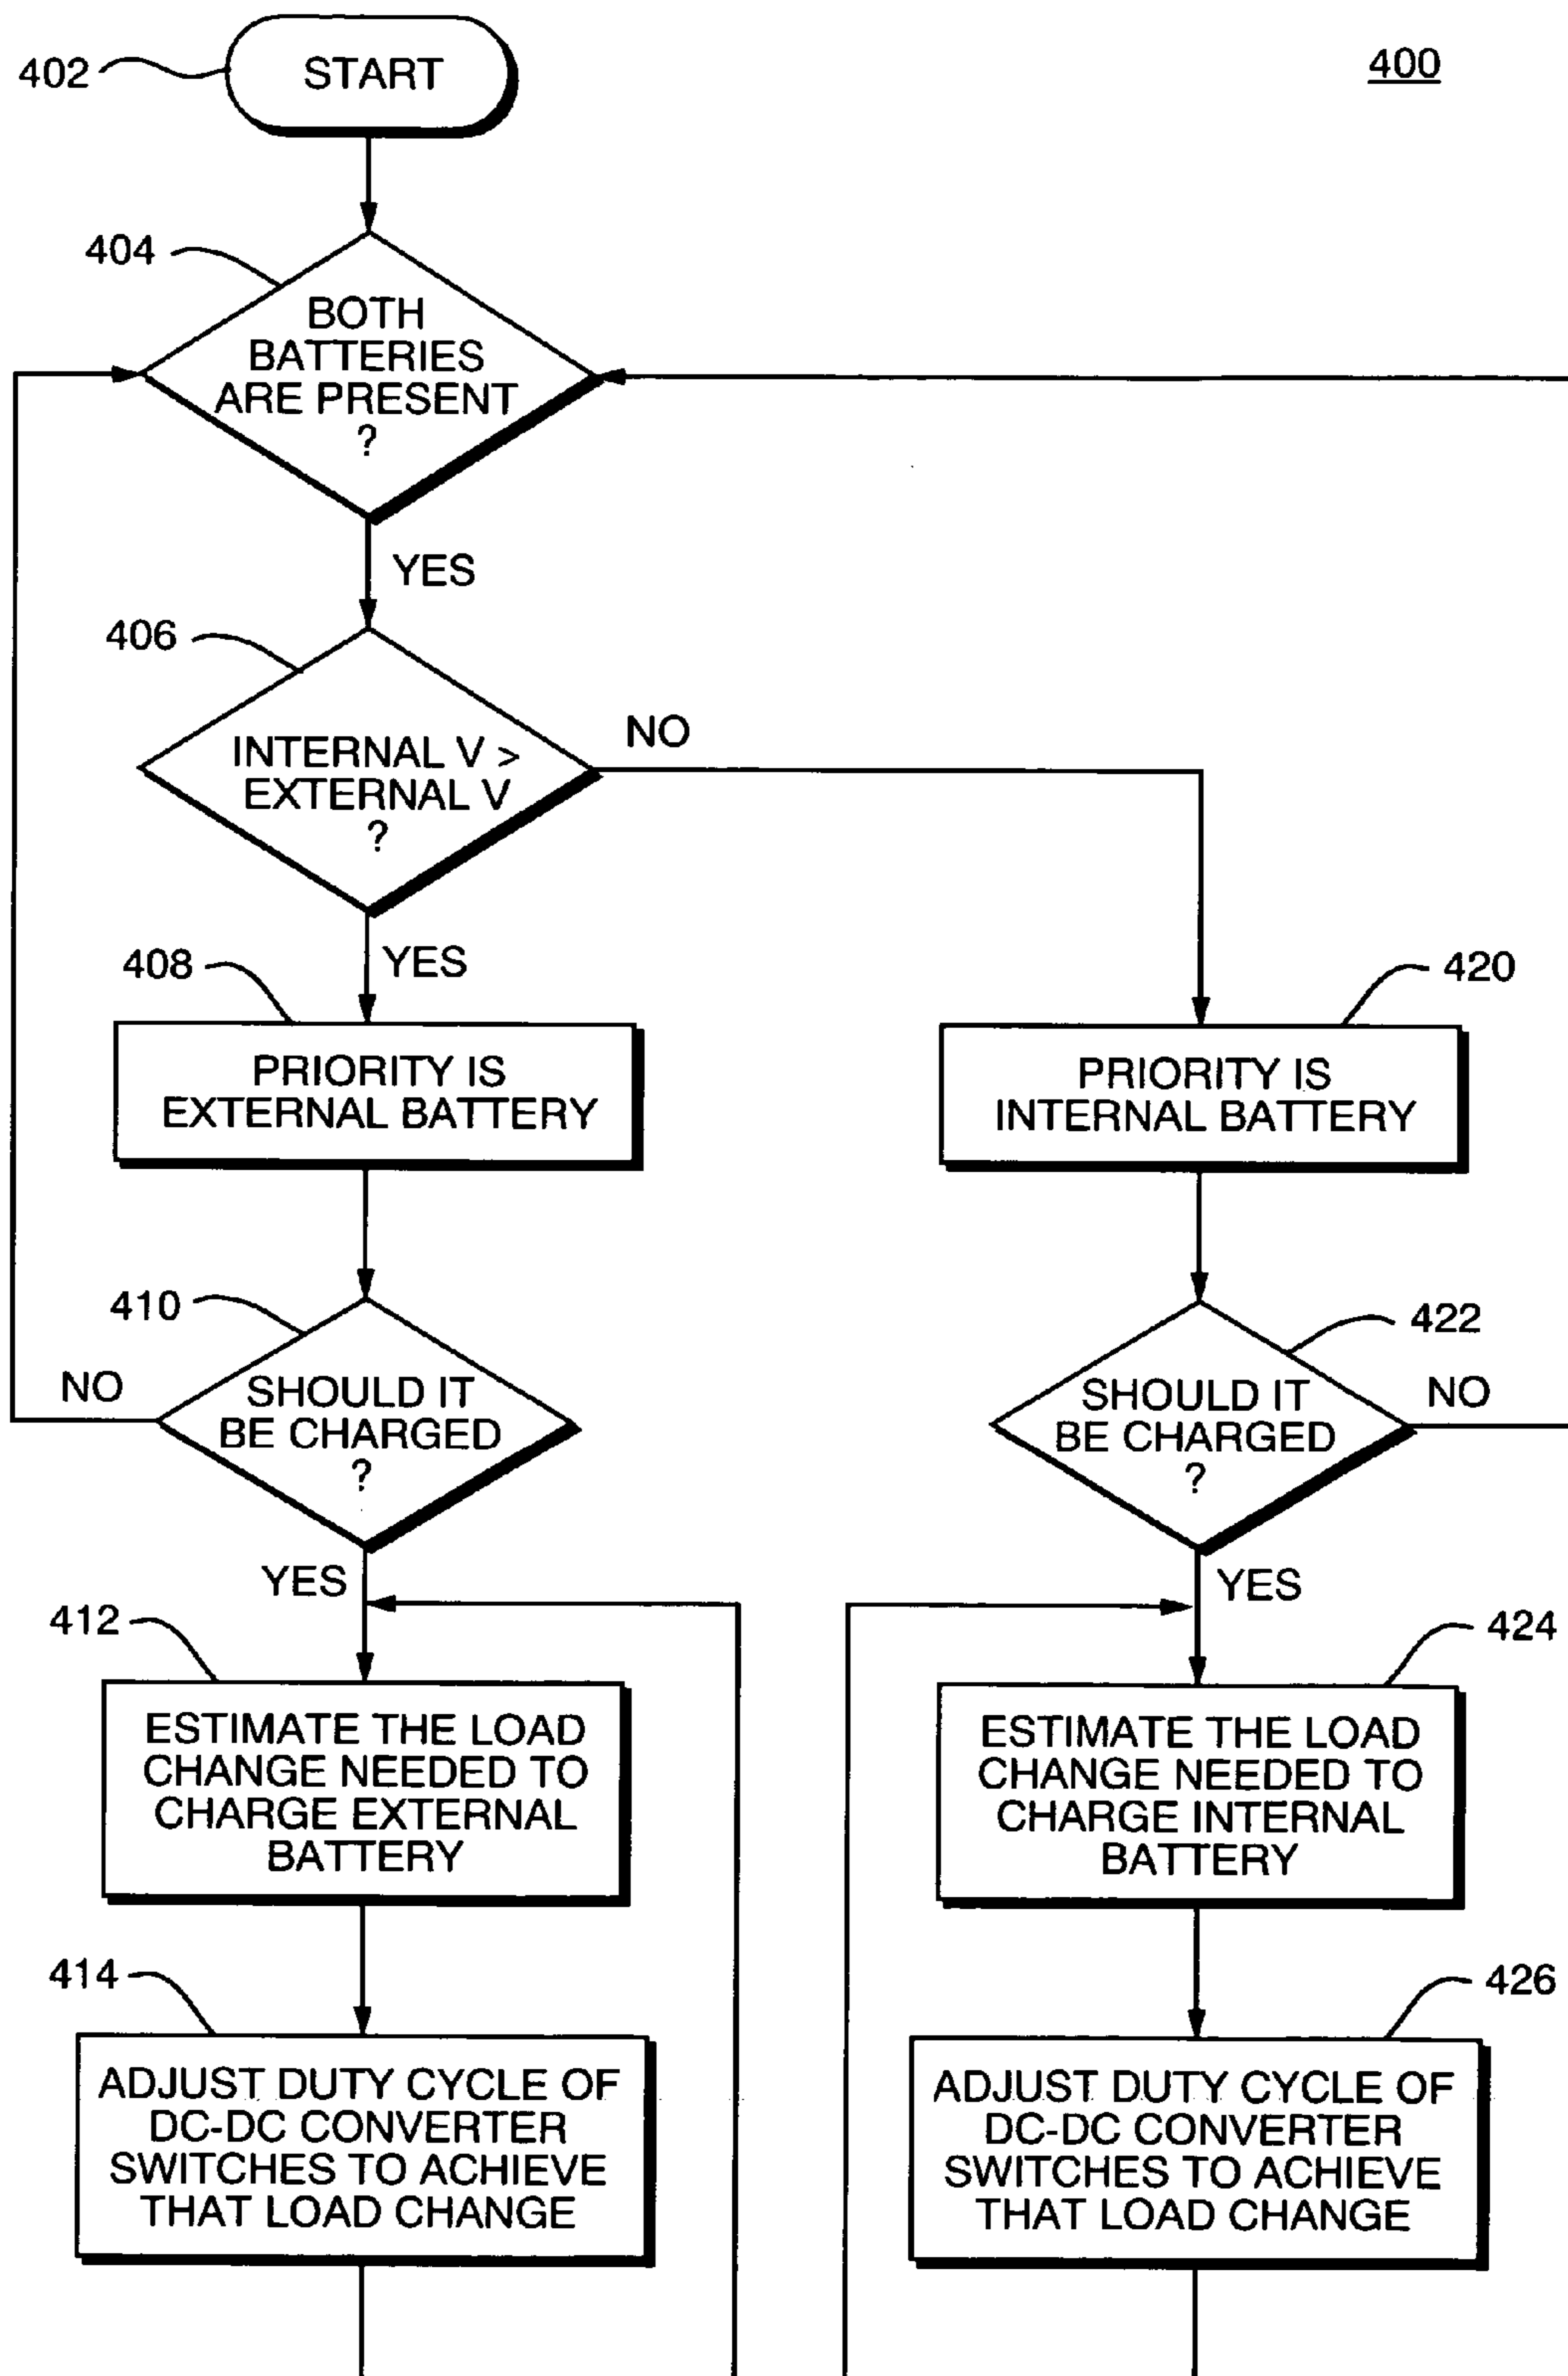 402
START
400
404
BOTH
BATTERIES
ARE PRESENT
?
YES
406
INTERNAL V >
EXTERNAL V
?
NO
YES
408
PRIORITY IS
EXTERNAL BATTERY
420
PRIORITY IS
INTERNAL BATTERY
410
SHOULD IT
BE CHARGED
?
NO
YES
422
SHOULD IT
BE CHARGED
?
NO
YES
412
ESTIMATE THE LOAD
CHANGE NEEDED TO
CHARGE EXTERNAL
BATTERY
424
ESTIMATE THE LOAD
CHANGE NEEDED TO
CHARGE INTERNAL
BATTERY
414
ADJUST DUTY CYCLE OF
DC-DC CONVERTER
SWITCHES TO ACHIEVE
THAT LOAD CHANGE
426
ADJUST DUTY CYCLE OF
DC-DC CONVERTER
SWITCHES TO ACHIEVE
THAT LOAD CHANGE